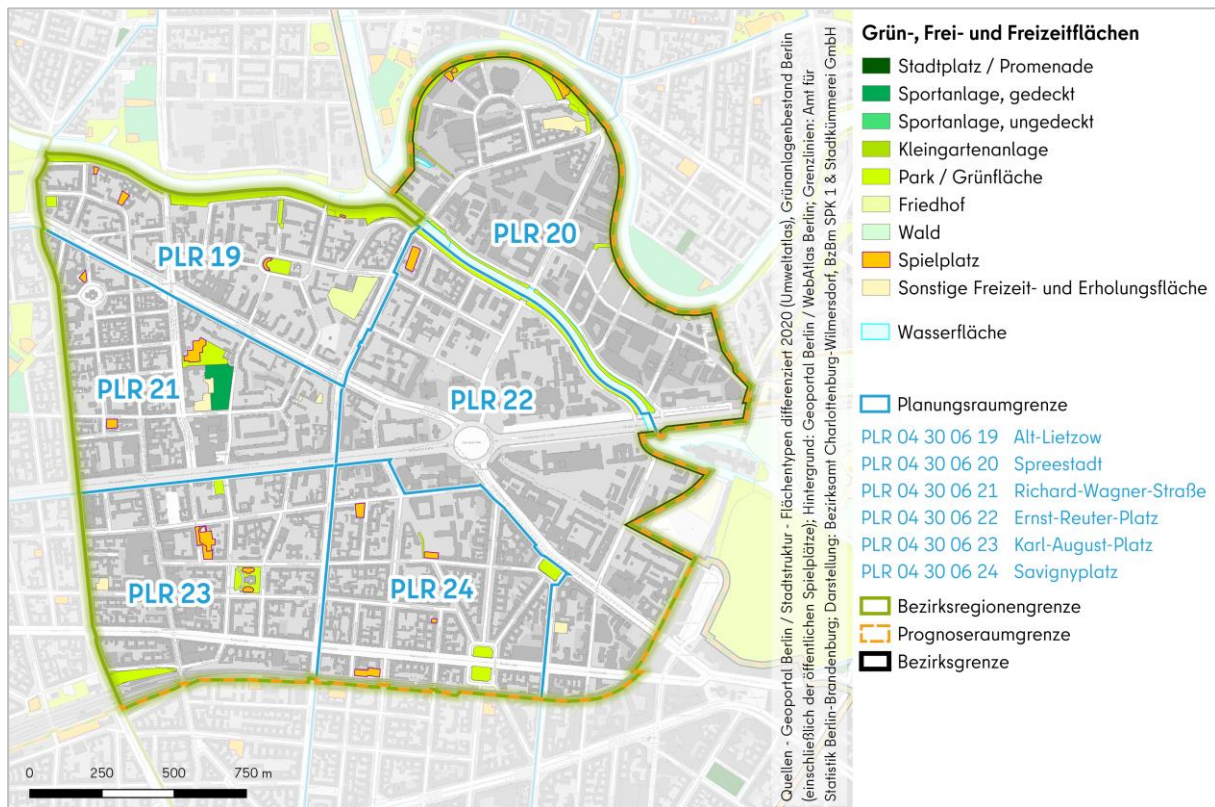 PLR 19
PLR 20
PLR 21
PLR 22
PLR 23
PLR 24
0 250 500 750 m
Quellen - Geoportal Berlin / Stadtstruktur - Flächentypen differenziert 2020 (Umweltatlas), Grünanlagenbestand Berlin
(einschließlich der öffentlichen Spielplätze); Hintergrund: Geoportal Berlin / WebAtlas Berlin; Grenzlinien: Amt für
Statistik Berlin-Brandenburg; Darstellung: Bezirksamt Charlottenburg-Wilmersdorf, BzBm SPK 1 & Stadtkümmerei GmbH
Grün-, Frei- und Freizeitflächen
Stadtplatz / Promenade
Sportanlage, gedeckt
Sportanlage, ungedeckt
Kleingartenanlage
Park / Grünfläche
Friedhof
Wald
Spielplatz
Sonstige Freizeit- und Erholungsfläche
Wasserfläche
Planungsraumgrenze
PLR 04 30 06 19 Alt-Lietzow
PLR 04 30 06 20 Spreestadt
PLR 04 30 06 21 Richard-Wagner-Straße
PLR 04 30 06 22 Ernst-Reuter-Platz
PLR 04 30 06 23 Karl-August-Platz
PLR 04 30 06 24 Savignyplatz
Bezirksregionengrenze
Prognoseraumgrenze
Bezirksgrenze